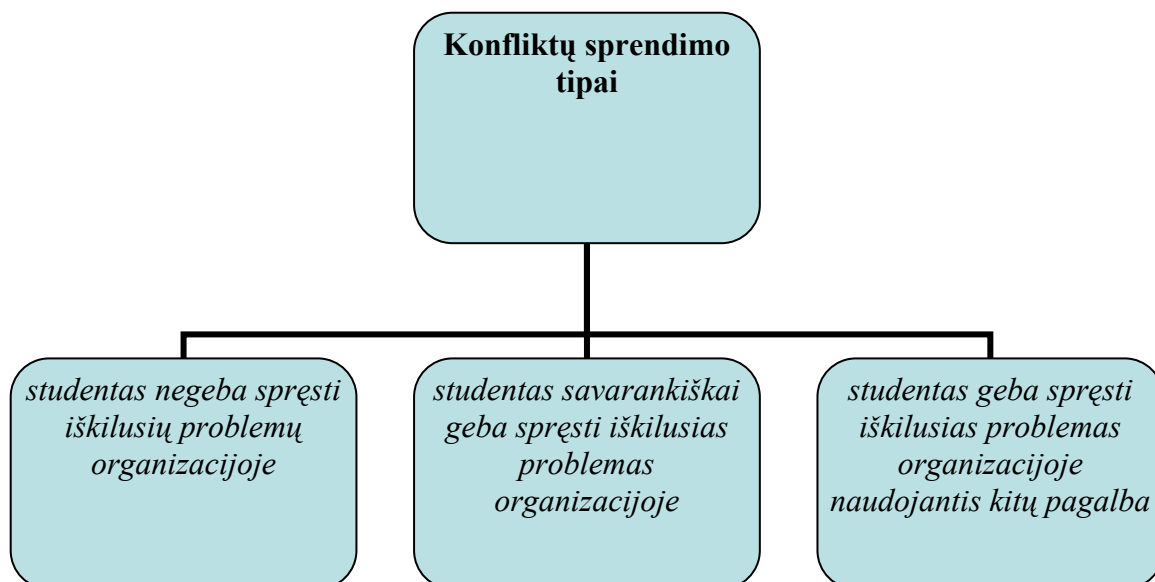 Konfliktų sprendimo
tipai
studentas negeba spręsti
iškilusių problemų
organizacijoje
studentas savarankiškai
geba spręsti iškilusias
problemas
organizacijoje
studentas geba spręsti
iškilusias problemas
organizacijoje
naudojantis kitų pagalba